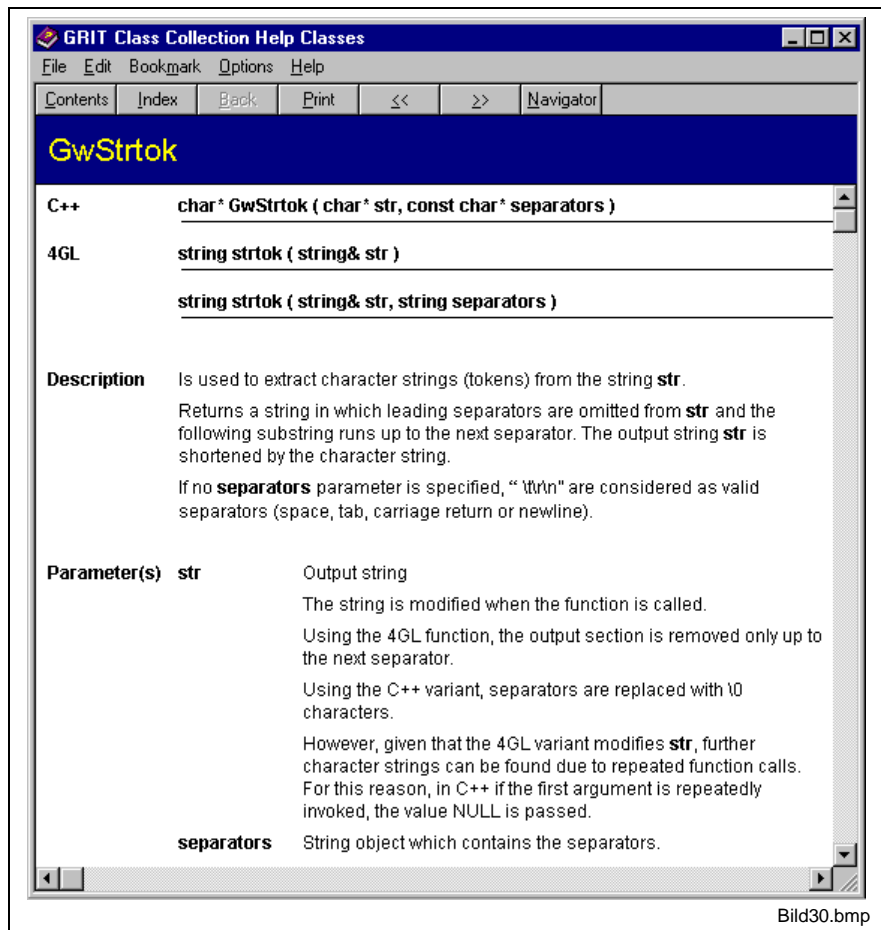 GRIT Class Collection Help Classes
File Edit Bookmark Options Help
Contents Index Back Print << >> Navigator
GwStrtok
C++ char* GwStrtok ( char* str, const char* separators )
4GL string strtok ( string& str )
string strtok ( string& str, string separators )
Description Is used to extract character strings (tokens) from the string str.
Returns a string in which leading separators are omitted from str and the
following substring runs up to the next separator. The output string str is
shortened by the character string.
If no separators parameter is specified, “ \t\r\n" are considered as valid
separators (space, tab, carriage return or newline).
Parameter(s) str Output string
The string is modified when the function is called.
Using the 4GL function, the output section is removed only up to
the next separator.
Using the C++ variant, separators are replaced with \0
characters.
However, given that the 4GL variant modifies str, further
character strings can be found due to repeated function calls.
For this reason, in C++ if the first argument is repeatedly
invoked, the value NULL is passed.
separators String object which contains the separators.
Bild30.bmp